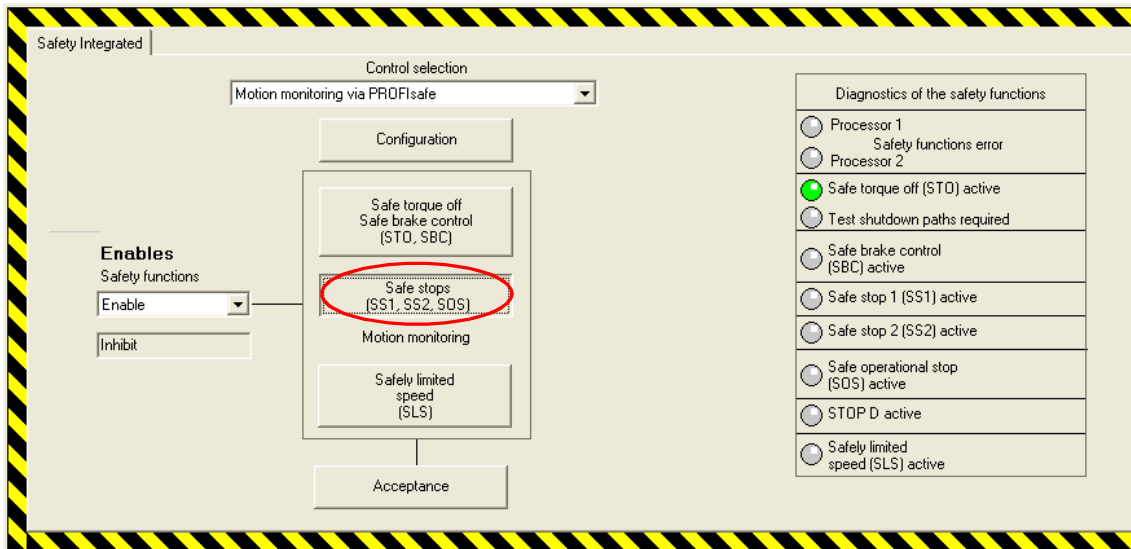 Safety Integrated
Control selection
Motion monitoring via PROFIsafe
Configuration
Safe torque off
Safe brake control
(STO, SBC)
Enables
Safety functions
Enable
Inhibit
Safe stops
(SS1, SS2, SOS)
Motion monitoring
Safely limited
speed
(SLS)
Acceptance
Diagnostics of the safety functions
Processor 1
Safety functions error
Processor 2
Safe torque off (STO) active
Test shutdown paths required
Safe brake control
(SBC) active
Safe stop 1 (SS1) active
Safe stop 2 (SS2) active
Safe operational stop
(SOS) active
STOP D active
Safely limited
speed (SLS) active